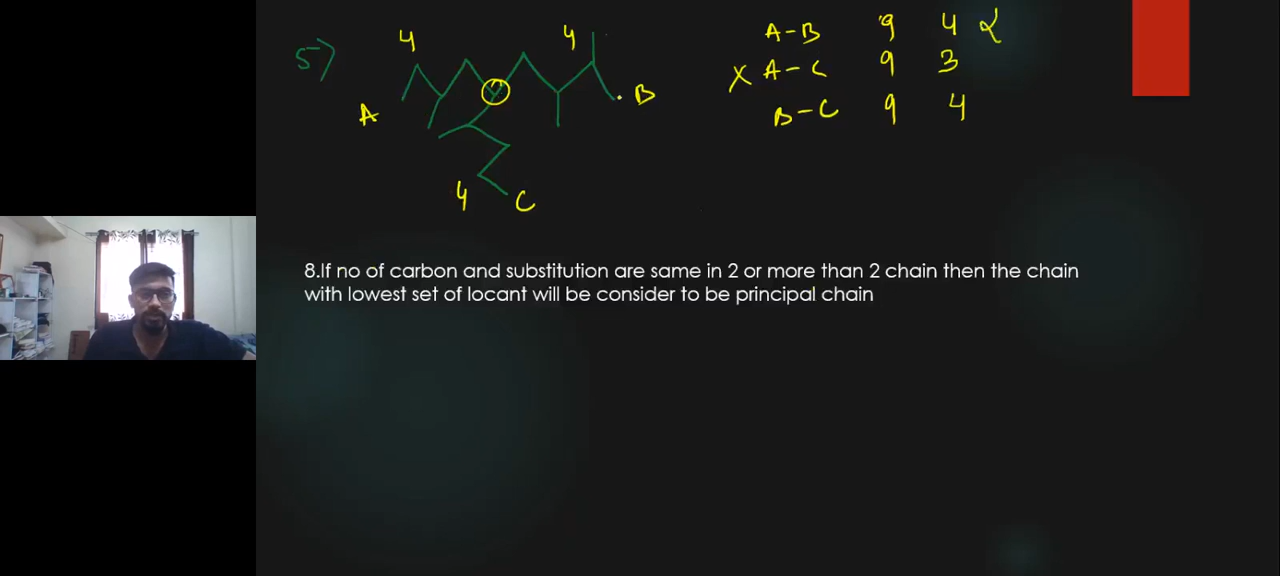 5)
4
4
A
B
4
C
A-B 9 4
X A-C 9 3
B-C 9 4
8.If no of carbon and substitution are same in 2 or more than 2 chain then the chain
with lowest set of locant will be consider to be principal chain